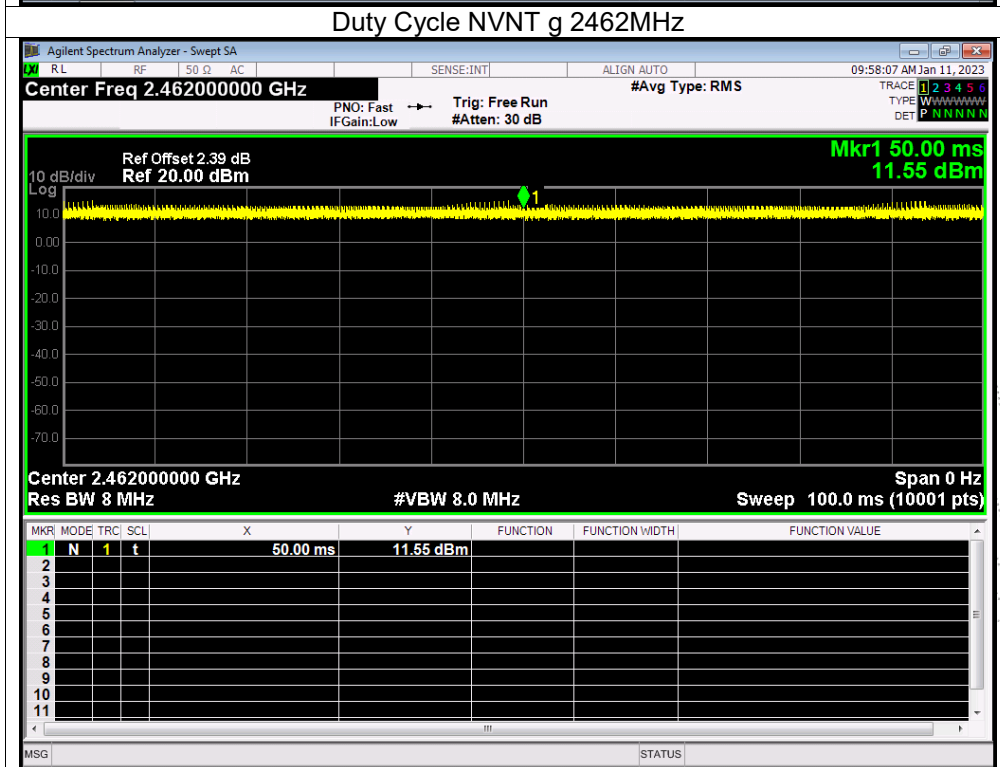 Duty Cycle NVNT g 2462MHz
Agilent Spectrum Analyzer - Swept SA
LXI RL RF 50 Ω AC SENSE:INT ALIGN AUTO 09:58:07 AM Jan 11, 2023
Center Freq 2.462000000 GHz #Avg Type: RMS TRACE 1 2 3 4 5 6
PNO: Fast Trig: Free Run TYPE WWWWWW
IFGain:Low #Atten: 30 dB DET P N N N N N
Mkr1 50.00 ms
11.55 dBm
Ref Offset 2.39 dB
10 dB/div Ref 20.00 dBm
Log
1
10.0
0.00
-10.0
-20.0
-30.0
-40.0
-50.0
-60.0
-70.0
Center 2.462000000 GHz Span 0 Hz
Res BW 8 MHz #VBW 8.0 MHz Sweep 100.0 ms (10001 pts)
MKR MODE TRC SCL X Y FUNCTION FUNCTION WIDTH FUNCTION VALUE
1 N 1 t 50.00 ms 11.55 dBm
2
3
4
5
6
7
8
9
10
11
MSG STATUS